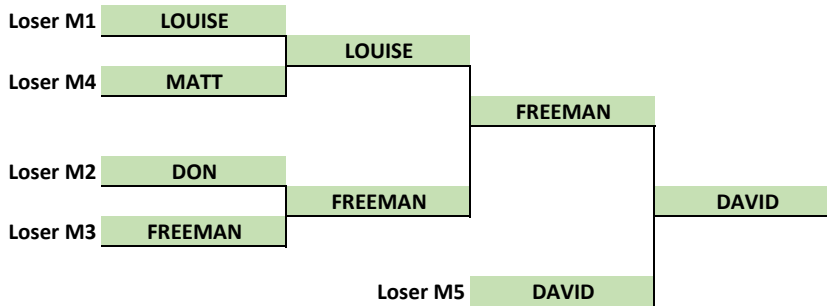 Loser M1 LOUISE
LOUISE
Loser M4 MATT
FREEMAN
Loser M2 DON
FREEMAN DAVID
Loser M3 FREEMAN
Loser M5 DAVID